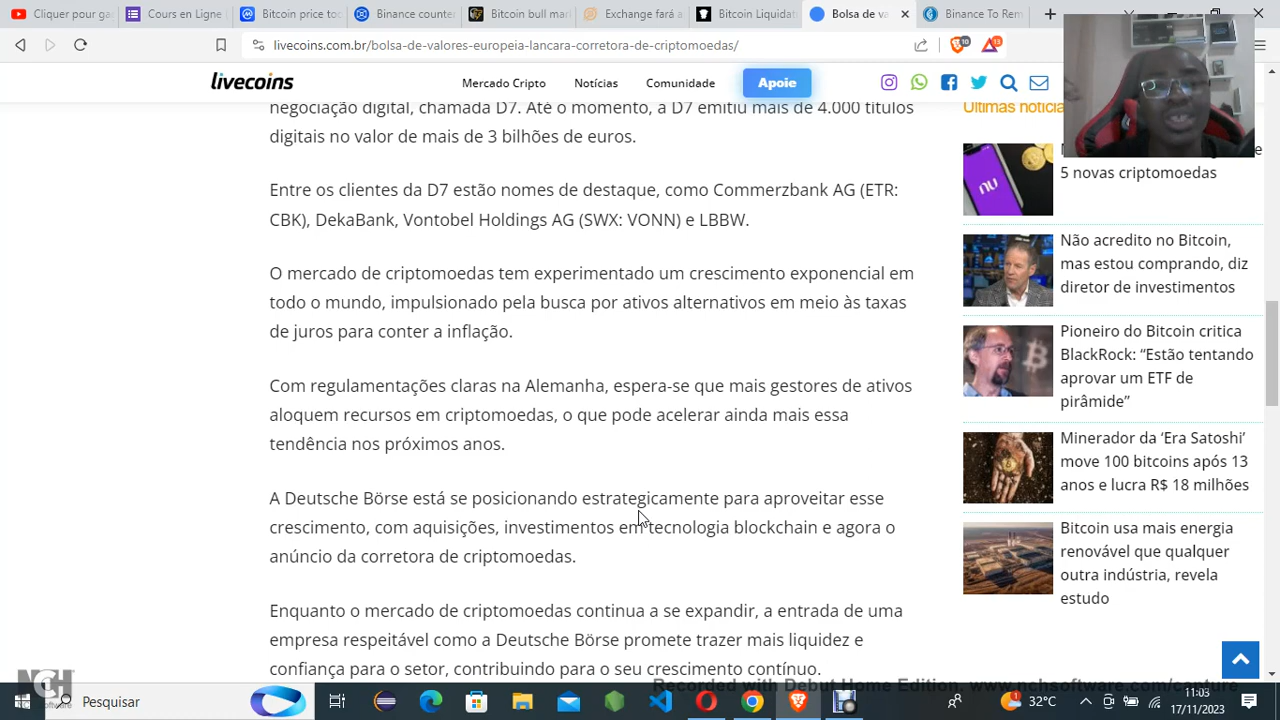 Clique para gar
Cursos en Lígne
Bitcoin price to
Binance contin
Bitcoin bull mar
Exchange fará a
Bitcoin Liquidat
Bolsa de va
Binance To Rem
livecoins.com.br/bolsa-de-valores-europeia-lancara-corretora-de-criptomoedas/
livecoins
Mercado Cripto
Notícias
Comunidade
Apoie
negociação digital, chamada D7. Até o momento, a D7 emitiu mais de 4.000 títulos
digitais no valor de mais de 3 bilhões de euros.
Entre os clientes da D7 estão nomes de destaque, como Commerzbank AG (ETR:
CBK), DekaBank, Vontobel Holdings AG (SWX: VONN) e LBBW.
O mercado de criptomoedas tem experimentado um crescimento exponencial em
todo o mundo, impulsionado pela busca por ativos alternativos em meio às taxas
de juros para conter a inflação.
Com regulamentações claras na Alemanha, espera-se que mais gestores de ativos
aloquem recursos em criptomoedas, o que pode acelerar ainda mais essa
tendência nos próximos anos.
A Deutsche Börse está se posicionando estrategicamente para aproveitar esse
crescimento, com aquisições, investimentos em tecnologia blockchain e agora o
anúncio da corretora de criptomoedas.
Enquanto o mercado de criptomoedas continua a se expandir, a entrada de uma
empresa respeitável como a Deutsche Börse promete trazer mais liquidez e
confiança para o setor, contribuindo para o seu crescimento contínuo.
Últimas notícia
5 novas criptomoedas
Não acredito no Bitcoin,
mas estou comprando, diz
diretor de investimentos
Pioneiro do Bitcoin critica
BlackRock: “Estão tentando
aprovar um ETF de
pirâmide”
Minerador da ‘Era Satoshi’
move 100 bitcoins após 13
anos e lucra R$ 18 milhões
Bitcoin usa mais energia
renovável que qualquer
outra indústria, revela
estudo
NCH
Recorded with Debut Home Edition. www.nchsoftware.com/capture
Pesquisar
32°C
11:03
17/11/2023